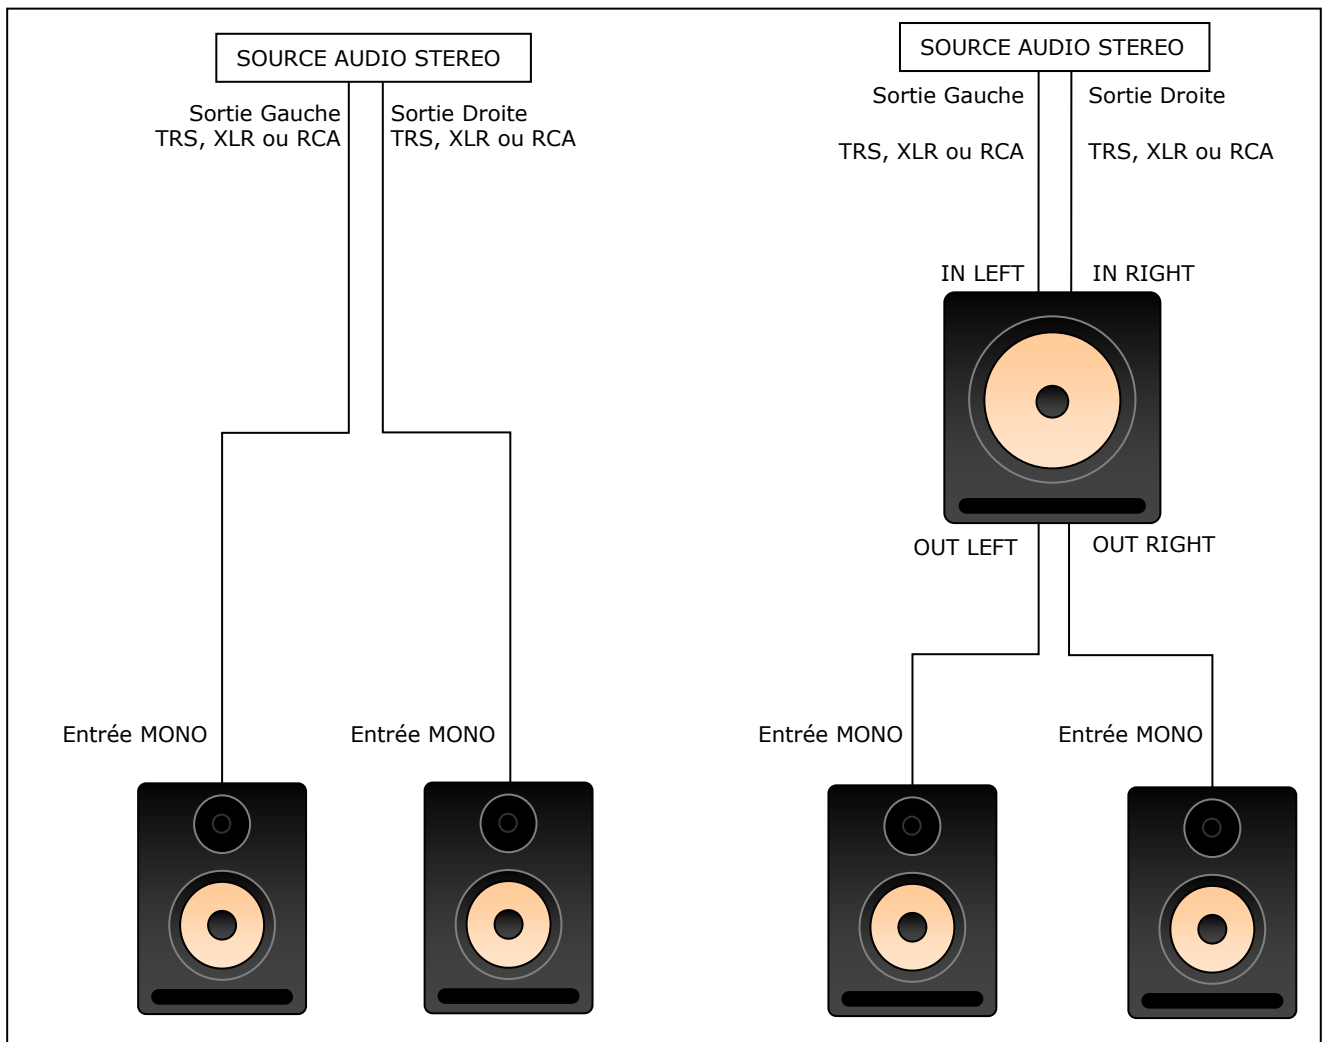 SOURCE AUDIO STEREO
Sortie Gauche
TRS, XLR ou RCA
Sortie Droite
TRS, XLR ou RCA
Entrée MONO
Entrée MONO
SOURCE AUDIO STEREO
Sortie Gauche
TRS, XLR ou RCA
Sortie Droite
TRS, XLR ou RCA
IN LEFT
IN RIGHT
OUT LEFT
OUT RIGHT
Entrée MONO
Entrée MONO